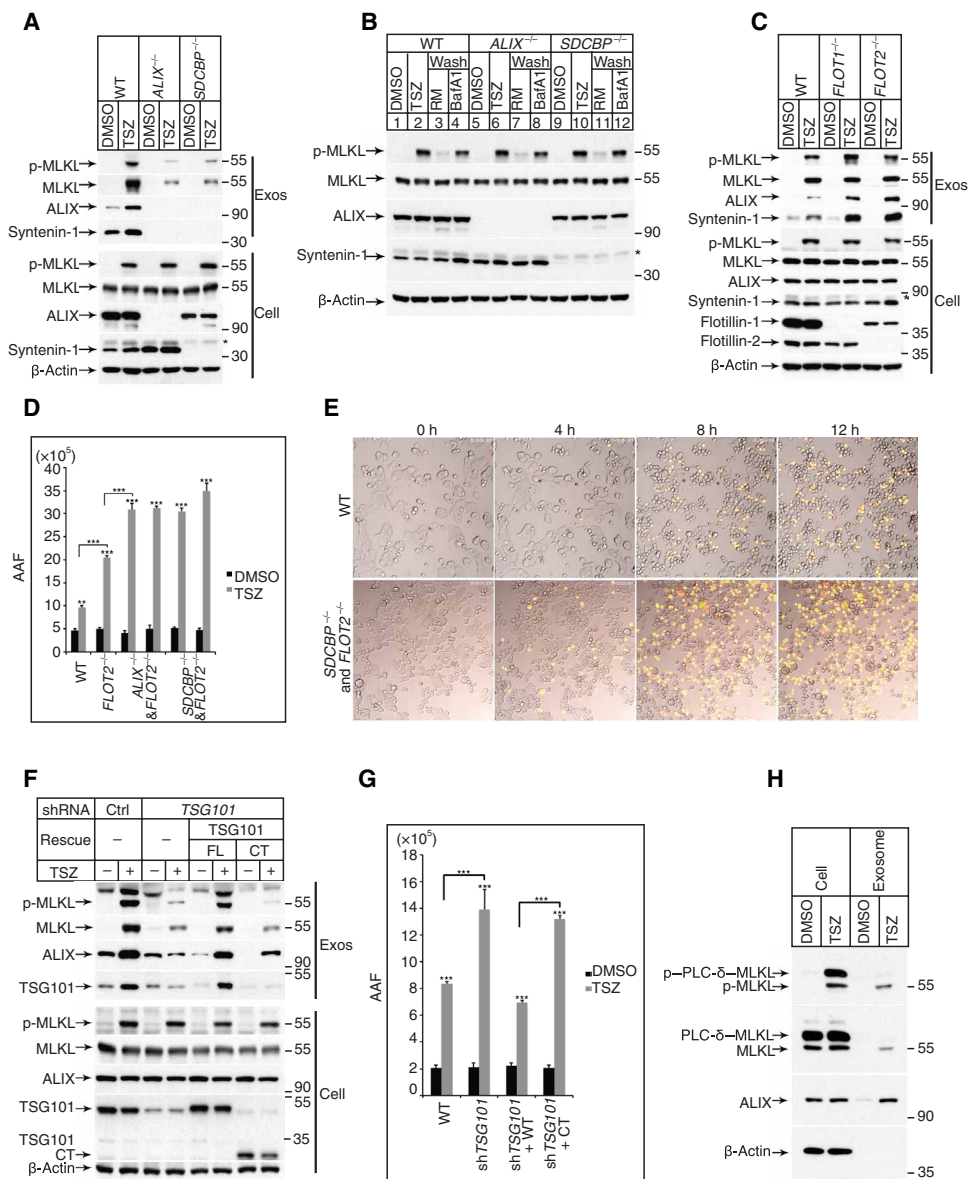 A
WT
ALIX–/–
SDCBP–/–
DMSO
TSZ
DMSO
TSZ
DMSO
TSZ
p-MLKL
55
MLKL
55
ALIX
90
Syntenin-1
30
Exos
p-MLKL
55
MLKL
55
ALIX
90
Syntenin-1
*
30
β-Actin
Cell
B
WT
ALIX–/–
SDCBP–/–
Wash
Wash
Wash
DMSO
TSZ
RM
BafA1
DMSO
TSZ
RM
BafA1
DMSO
TSZ
RM
BafA1
1 2 3 4 5 6 7 8 9 10 11 12
p-MLKL
55
MLKL
55
ALIX
90
Syntenin-1
*
30
β-Actin
C
WT
FLOT1–/–
FLOT2–/–
DMSO
TSZ
DMSO
TSZ
DMSO
TSZ
p-MLKL
55
MLKL
55
ALIX
90
Syntenin-1
Exos
p-MLKL
55
MLKL
55
ALIX
90
Syntenin-1
*
Flotillin-1
35
Flotillin-2
35
β-Actin
Cell
D
(×10⁵)
40
35
30
25
20
15
10
5
0
AAF
** *** *** *** *** ***
*** ***
DMSO
TSZ
WT
FLOT2–/–
ALIX–/–
&FLOT2–/–
SDCBP–/–
&FLOT2–/–
E
0 h 4 h 8 h 12 h
WT
SDCBP–/–
and FLOT2–/–
F
shRNA Ctrl TSG101
Rescue – – TSG101
FL CT
TSZ – + – + – + – +
p-MLKL
55
MLKL
55
ALIX
90
55
TSG101
Exos
p-MLKL
55
MLKL
55
ALIX
90
TSG101
55
35
TSG101
CT
β-Actin
Cell
G
(×10⁵)
18
16
14
12
10
8
6
4
2
0
AAF
*** *** *** ***
*** ***
DMSO
TSZ
WT
shTSG101
shTSG101
+ WT
shTSG101
+ CT
H
Cell
Exosome
DMSO
TSZ
DMSO
TSZ
p–PLC-δ–MLKL
p-MLKL
55
PLC-δ–MLKL
MLKL
55
ALIX
90
β-Actin
35